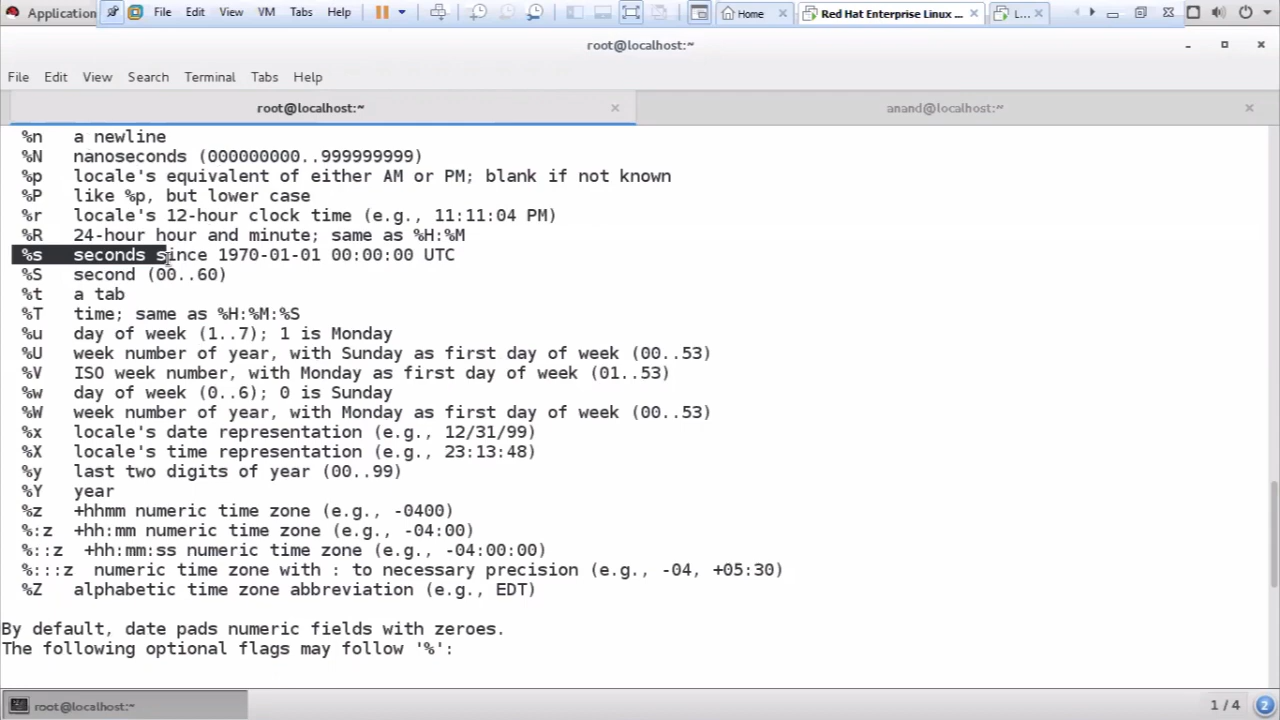 Application File Edit View VM Tabs Help Home Red Hat Enterprise Linux ... L...
root@localhost:~
File Edit View Search Terminal Tabs Help
root@localhost:~ anand@localhost:~
%n a newline
%N nanoseconds (000000000..999999999)
%p locale's equivalent of either AM or PM; blank if not known
%P like %p, but lower case
%r locale's 12-hour clock time (e.g., 11:11:04 PM)
%R 24-hour hour and minute; same as %H:%M
%s seconds since 1970-01-01 00:00:00 UTC
%S second (00..60)
%t a tab
%T time; same as %H:%M:%S
%u day of week (1..7); 1 is Monday
%U week number of year, with Sunday as first day of week (00..53)
%V ISO week number, with Monday as first day of week (01..53)
%w day of week (0..6); 0 is Sunday
%W week number of year, with Monday as first day of week (00..53)
%x locale's date representation (e.g., 12/31/99)
%X locale's time representation (e.g., 23:13:48)
%y last two digits of year (00..99)
%Y year
%z +hhmm numeric time zone (e.g., -0400)
%:z +hh:mm numeric time zone (e.g., -04:00)
%::z +hh:mm:ss numeric time zone (e.g., -04:00:00)
%:::z numeric time zone with : to necessary precision (e.g., -04, +05:30)
%Z alphabetic time zone abbreviation (e.g., EDT)
By default, date pads numeric fields with zeroes.
The following optional flags may follow '%':
root@localhost:~ 1 / 4 2